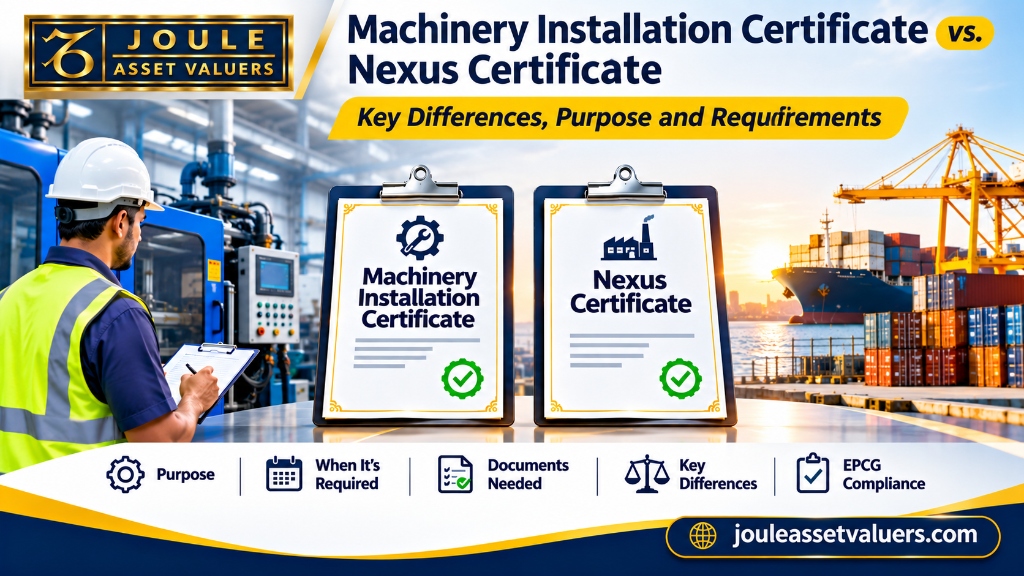 JOULE
ASSET VALUERS
Machinery Installation Certificate vs.
Nexus Certificate
Key Differences, Purpose and Requifirements
Machinery
Installation
Certificate
Nexus
Certificate
Purpose
When It's
Required
Documents
Needed
Key
Differences
EPCG
Compliance
jouleassetvaluers.com